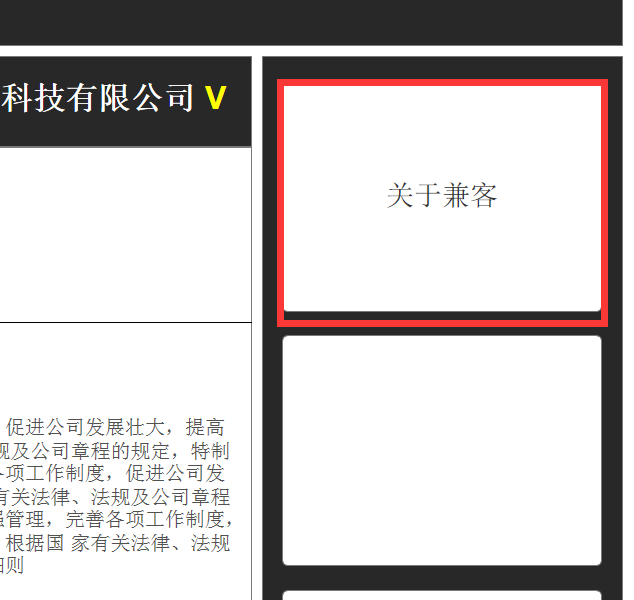 科技有限公司 V
关于兼客
促进公司发展壮大，提高
规及公司章程的规定，特制
各项工作制度，促进公司发
有关法律、法规及公司章程
强管理，完善各项工作制度，
根据国 家有关法律、法规
细则